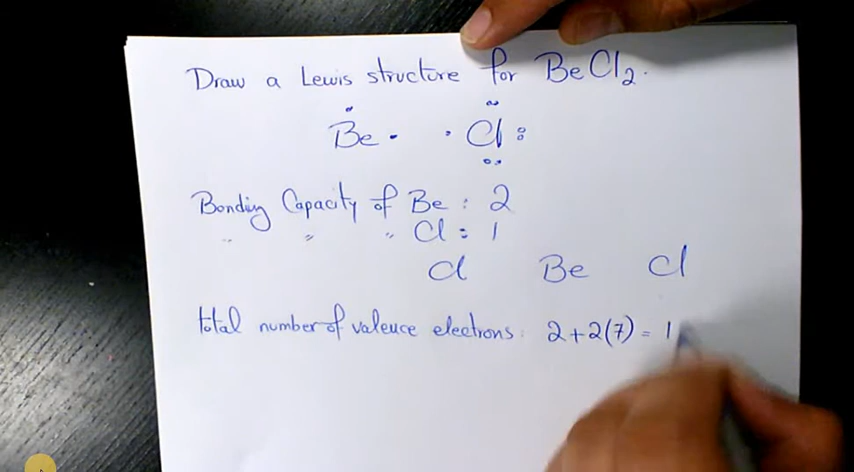 Draw a Lewis structure for BeCl₂.
Be· ·Cl:
Bonding Capacity of Be : 2
" " " Cl : 1
Cl Be Cl
total number of valence electrons : 2+2(7) = 1